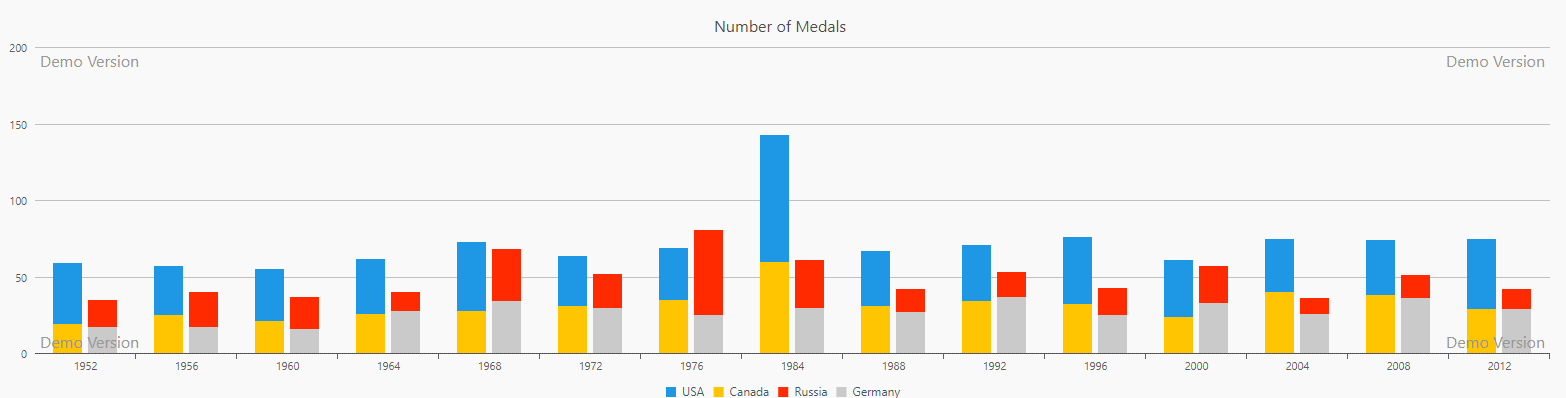 Number of Medals
200
Demo Version Demo Version
150
100
50
Demo Version Demo Version
0
1952 1956 1960 1964 1968 1972 1976 1984 1988 1992 1996 2000 2004 2008 2012
USA Canada Russia Germany